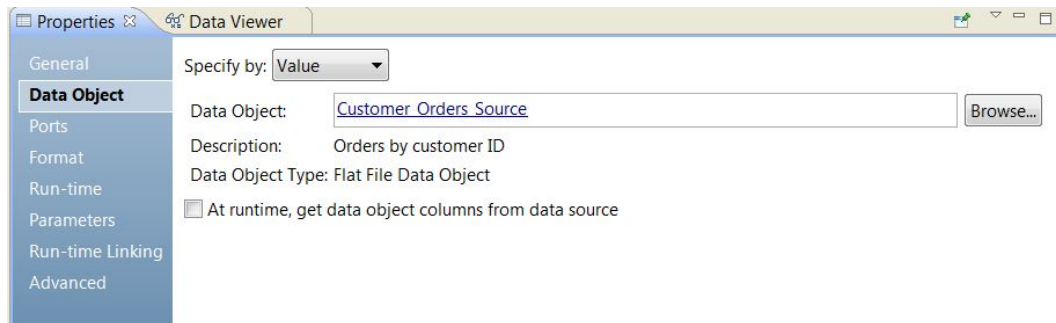 Properties Data Viewer
General
Specify by: Value
Data Object
Data Object: Customer_Orders_Source Browse...
Ports
Description: Orders by customer ID
Format
Data Object Type: Flat File Data Object
Run-time
At runtime, get data object columns from data source
Parameters
Run-time Linking
Advanced